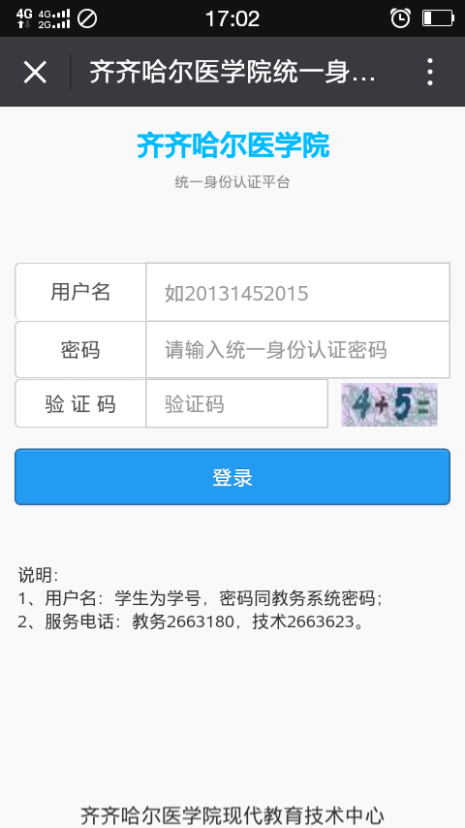 4G 4G 2G 17:02
齐齐哈尔医学院统一身...
齐齐哈尔医学院
统一身份认证平台
用户名 如20131452015
密码 请输入统一身份认证密码
验证码 验证码 4+5=
登录
说明:
1、用户名：学生为学号，密码同教务系统密码；
2、服务电话：教务2663180，技术2663623。
齐齐哈尔医学院现代教育技术中心